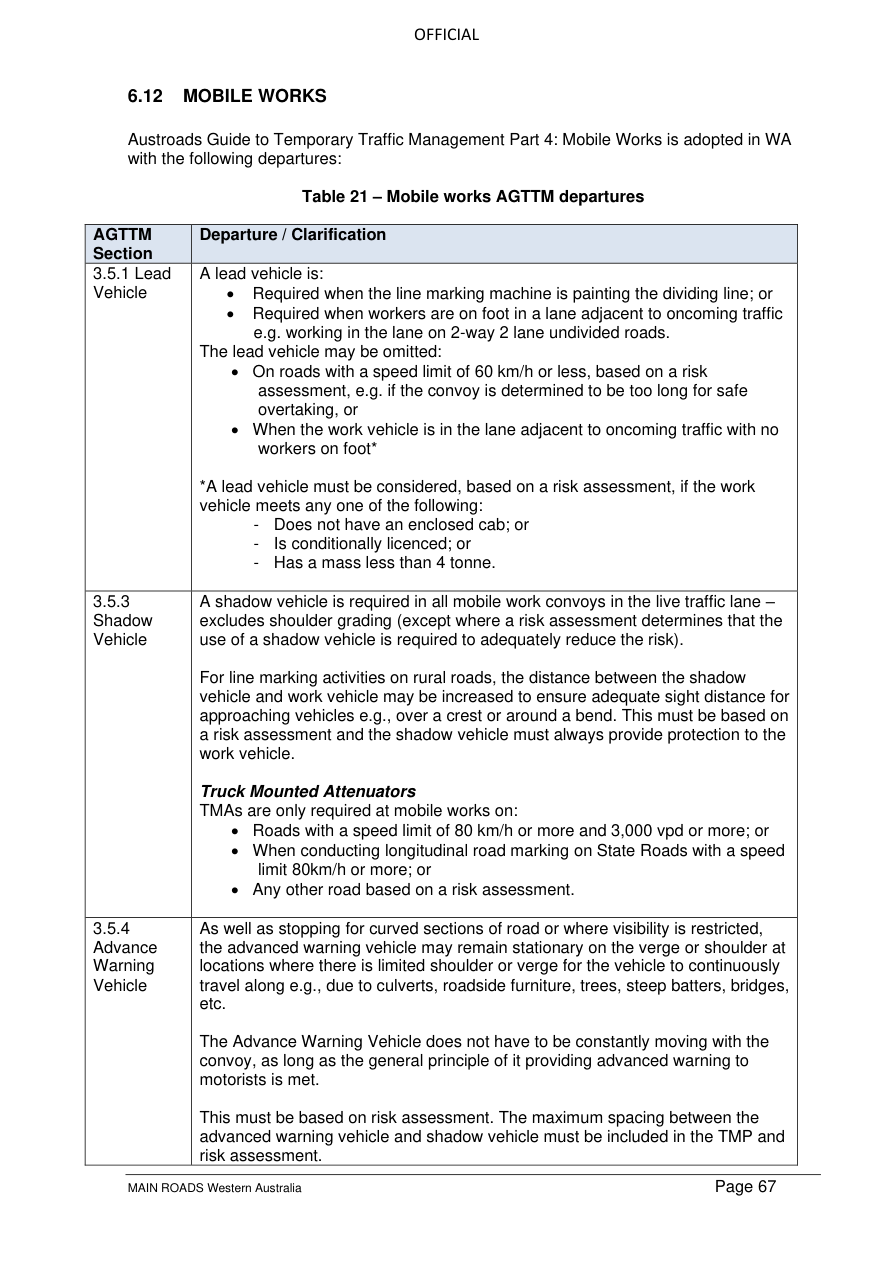 OFFICIAL
6.12 MOBILE WORKS
Austroads Guide to Temporary Traffic Management Part 4: Mobile Works is adopted in WA
with the following departures:
Table 21 – Mobile works AGTTM departures
AGTTM
Section
Departure / Clarification
3.5.1 Lead
Vehicle
A lead vehicle is:
• Required when the line marking machine is painting the dividing line; or
• Required when workers are on foot in a lane adjacent to oncoming traffic
e.g. working in the lane on 2-way 2 lane undivided roads.
The lead vehicle may be omitted:
• On roads with a speed limit of 60 km/h or less, based on a risk
assessment, e.g. if the convoy is determined to be too long for safe
overtaking, or
• When the work vehicle is in the lane adjacent to oncoming traffic with no
workers on foot*
*A lead vehicle must be considered, based on a risk assessment, if the work
vehicle meets any one of the following:
- Does not have an enclosed cab; or
- Is conditionally licenced; or
- Has a mass less than 4 tonne.
3.5.3
Shadow
Vehicle
A shadow vehicle is required in all mobile work convoys in the live traffic lane –
excludes shoulder grading (except where a risk assessment determines that the
use of a shadow vehicle is required to adequately reduce the risk).
For line marking activities on rural roads, the distance between the shadow
vehicle and work vehicle may be increased to ensure adequate sight distance for
approaching vehicles e.g., over a crest or around a bend. This must be based on
a risk assessment and the shadow vehicle must always provide protection to the
work vehicle.
Truck Mounted Attenuators
TMAs are only required at mobile works on:
• Roads with a speed limit of 80 km/h or more and 3,000 vpd or more; or
• When conducting longitudinal road marking on State Roads with a speed
limit 80km/h or more; or
• Any other road based on a risk assessment.
3.5.4
Advance
Warning
Vehicle
As well as stopping for curved sections of road or where visibility is restricted,
the advanced warning vehicle may remain stationary on the verge or shoulder at
locations where there is limited shoulder or verge for the vehicle to continuously
travel along e.g., due to culverts, roadside furniture, trees, steep batters, bridges,
etc.
The Advance Warning Vehicle does not have to be constantly moving with the
convoy, as long as the general principle of it providing advanced warning to
motorists is met.
This must be based on risk assessment. The maximum spacing between the
advanced warning vehicle and shadow vehicle must be included in the TMP and
risk assessment.
MAIN ROADS Western Australia
Page 67